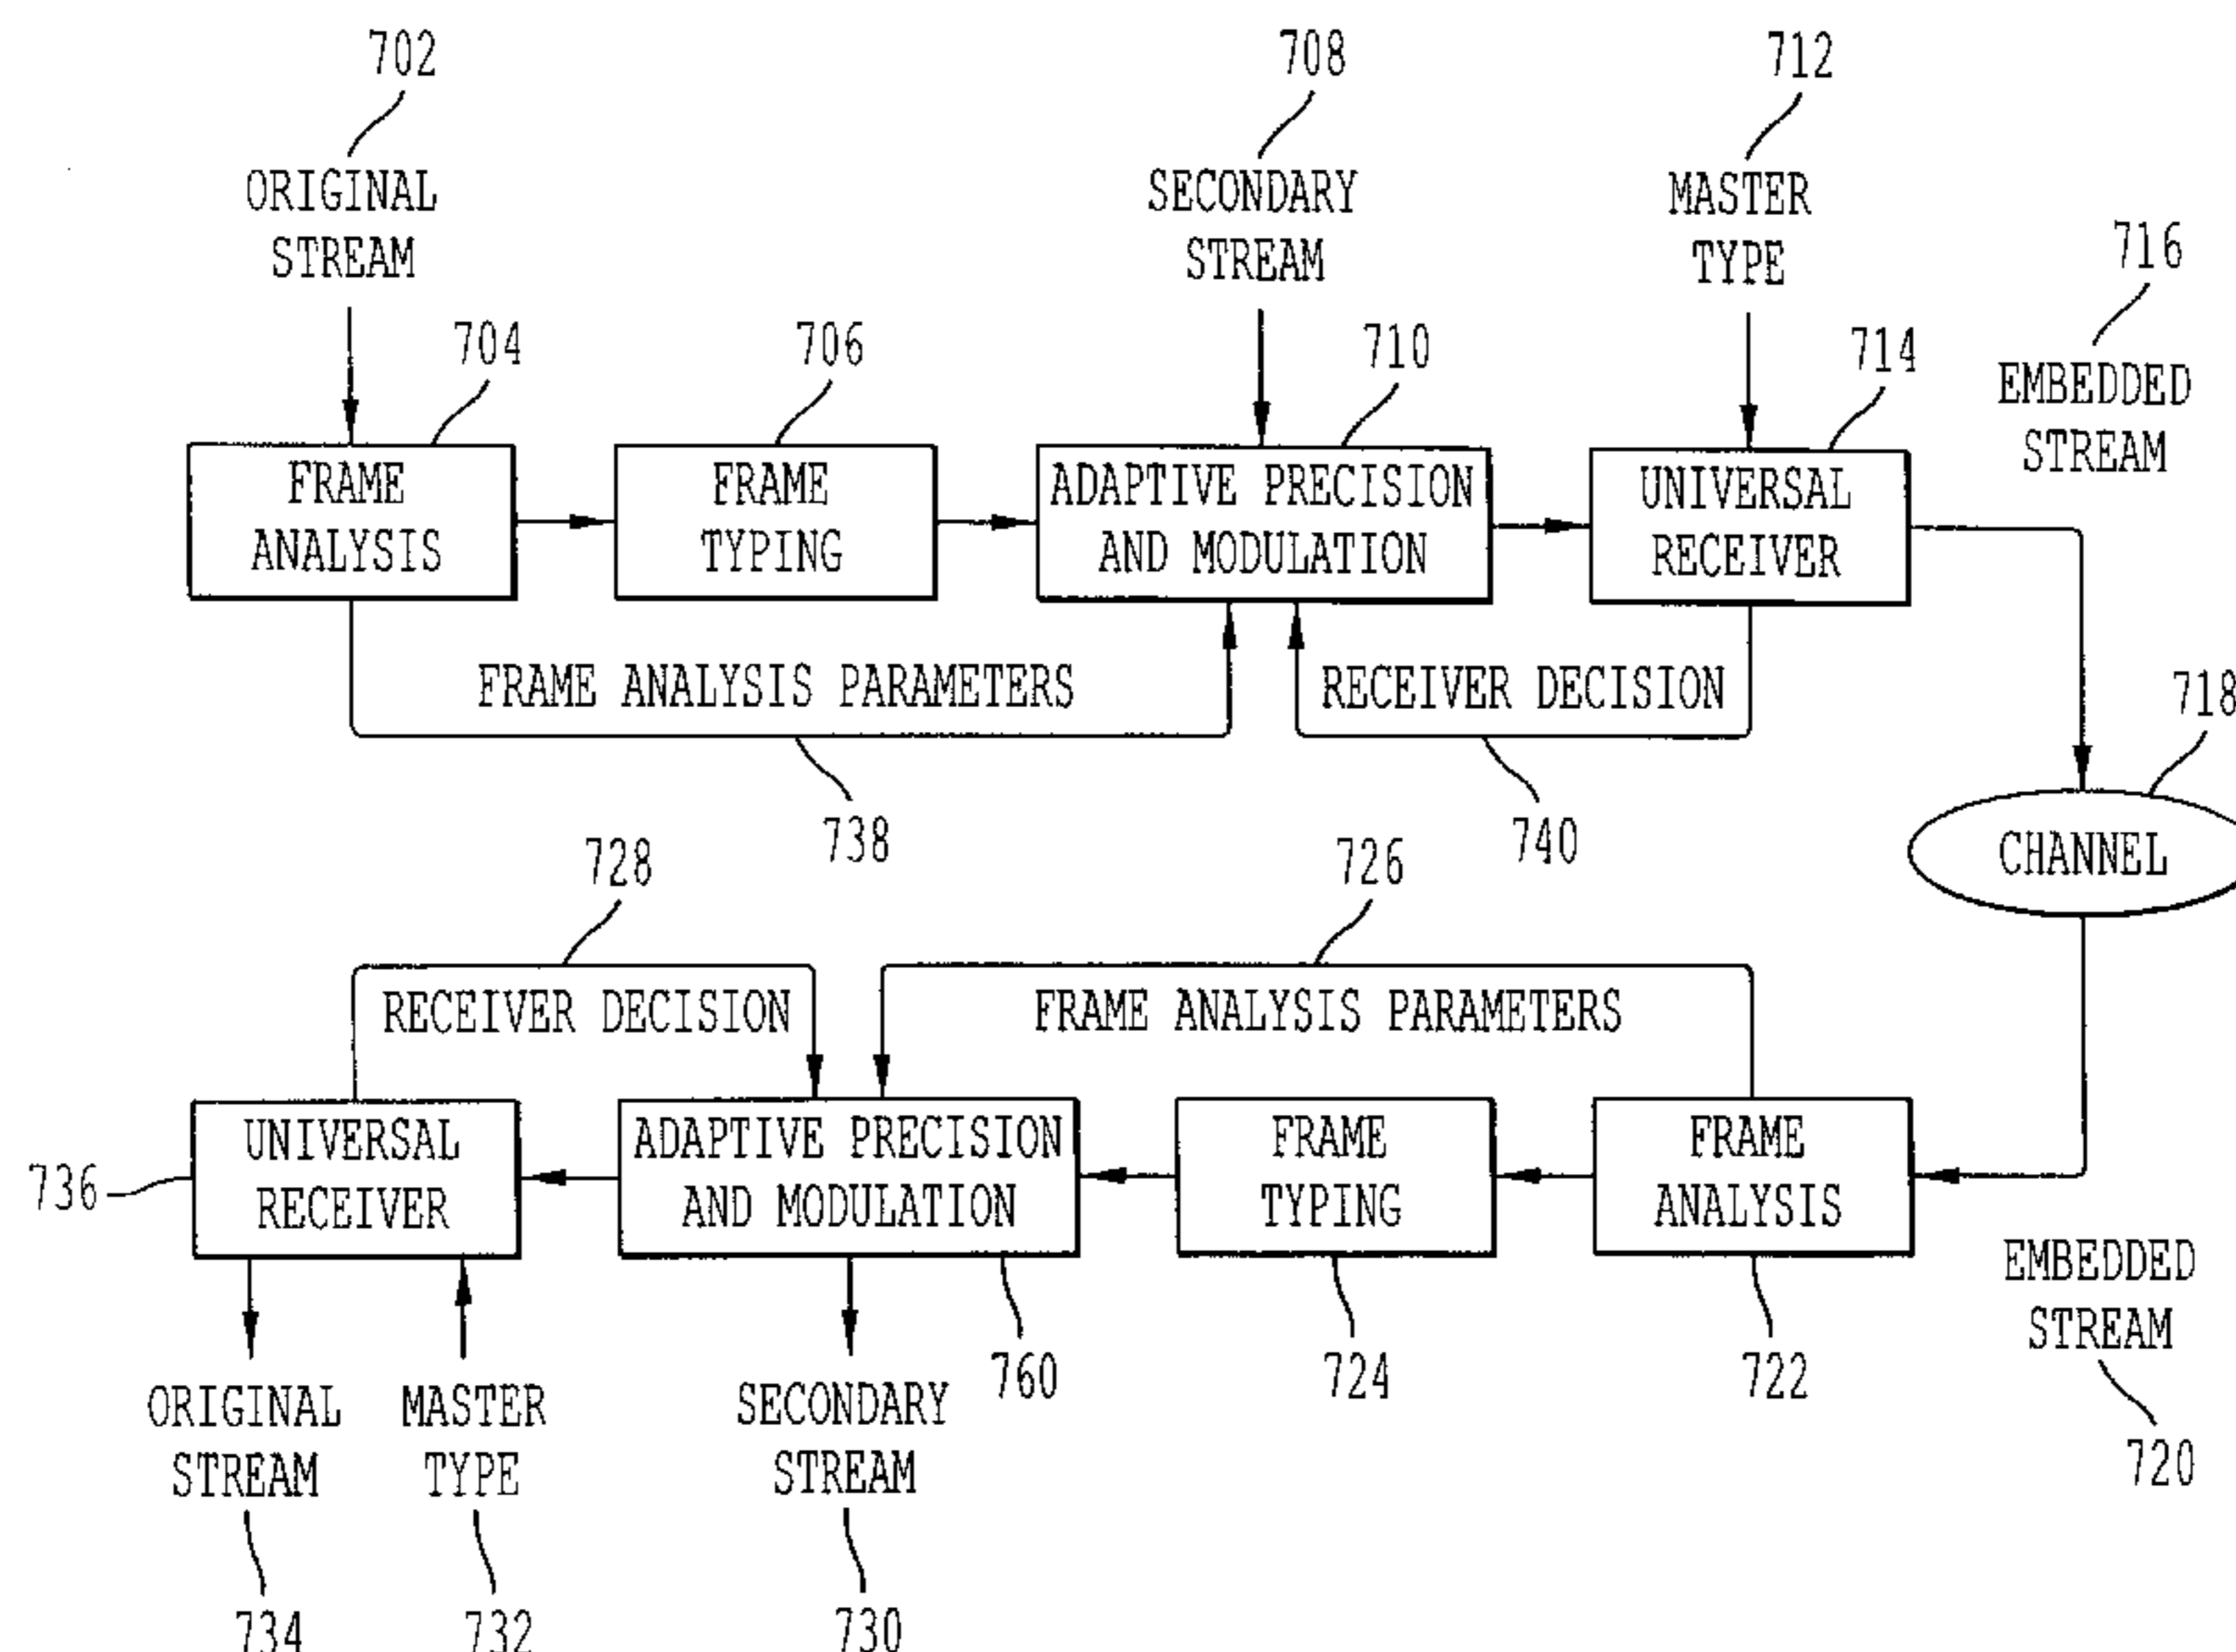 702
708
712
ORIGINAL
STREAM
SECONDARY
STREAM
MASTER
TYPE
716
704
706
710
714
EMBEDDED
STREAM
FRAME
ANALYSIS
FRAME
TYPING
ADAPTIVE PRECISION
AND MODULATION
UNIVERSAL
RECEIVER
FRAME ANALYSIS PARAMETERS
RECEIVER DECISION
718
738
740
CHANNEL
728
726
RECEIVER DECISION
FRAME ANALYSIS PARAMETERS
736
UNIVERSAL
RECEIVER
ADAPTIVE PRECISION
AND MODULATION
FRAME
TYPING
FRAME
ANALYSIS
EMBEDDED
STREAM
760
724
722
720
ORIGINAL
STREAM
MASTER
TYPE
SECONDARY
STREAM
734
732
730